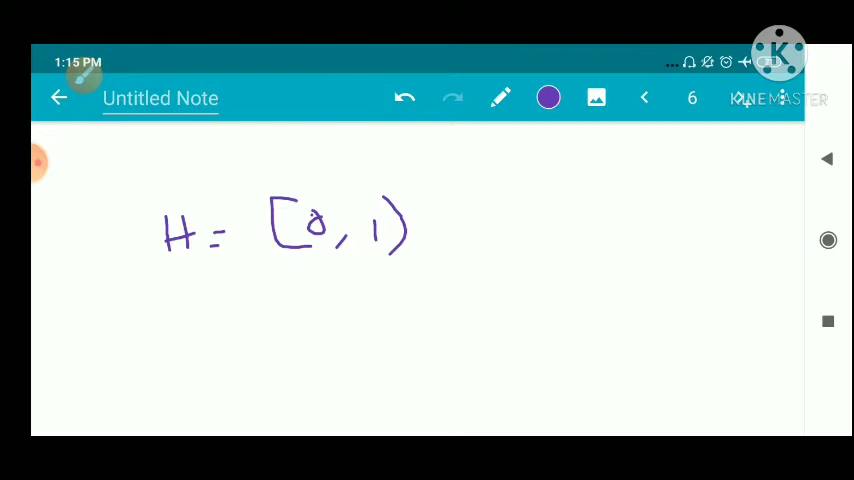 1:15 PM
K
Untitled Note
6
KINEMASTER
H = [0, 1)